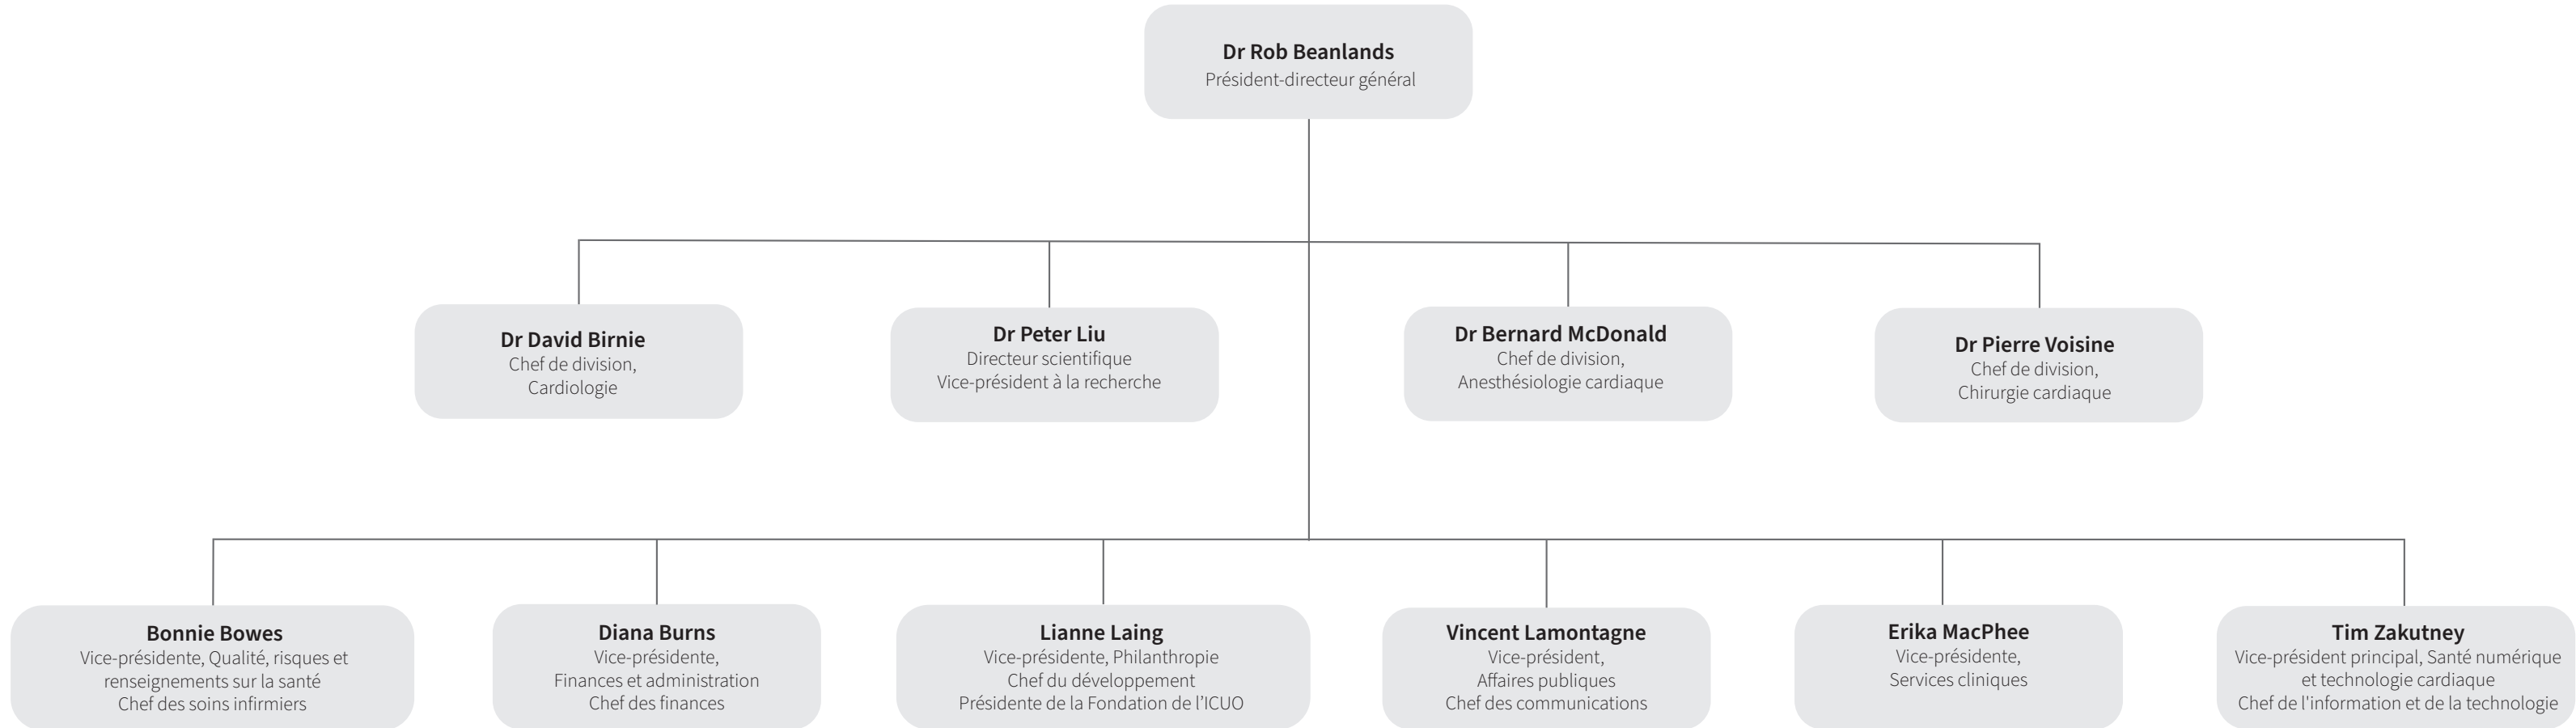 Dr Rob Beanlands
Président-directeur général
Dr David Birnie
Chef de division,
Cardiologie
Dr Peter Liu
Directeur scientifique
Vice-président à la recherche
Dr Bernard McDonald
Chef de division,
Anesthésiologie cardiaque
Dr Pierre Voisine
Chef de division,
Chirurgie cardiaque
Bonnie Bowes
Vice-présidente, Qualité, risques et
renseignements sur la santé
Chef des soins infirmiers
Diana Burns
Vice-présidente,
Finances et administration
Chef des finances
Lianne Laing
Vice-présidente, Philanthropie
Chef du développement
Présidente de la Fondation de l’ICUO
Vincent Lamontagne
Vice-président,
Affaires publiques
Chef des communications
Erika MacPhee
Vice-présidente,
Services cliniques
Tim Zakutney
Vice-président principal, Santé numérique
et technologie cardiaque
Chef de l'information et de la technologie